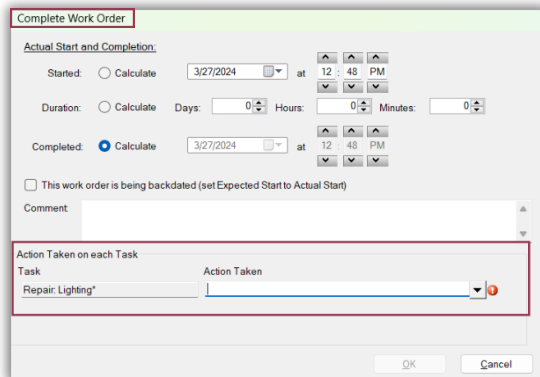 Complete Work Order
Actual Start and Completion:
Started: Calculate 3/27/2024 at 12 : 48 PM
Duration: Calculate Days: 0 Hours: 0 Minutes: 0
Completed: Calculate 3/27/2024 at 12 : 48 PM
This work order is being backdated (set Expected Start to Actual Start)
Comment:
Action Taken on each Task
Task Action Taken
Repair: Lighting*
OK Cancel